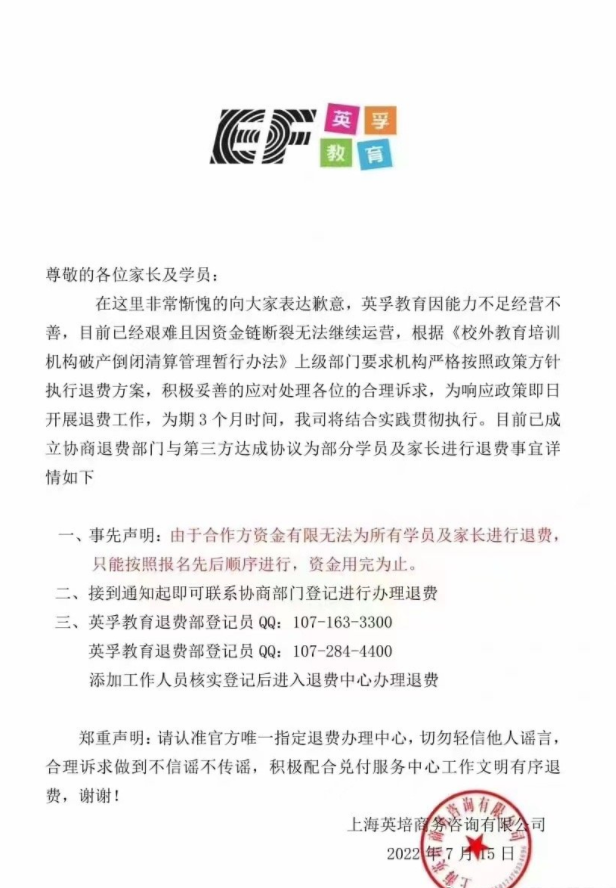 EF 英孚
教育
尊敬的各位家长及学员：
在这里非常惭愧的向大家表达歉意，英孚教育因能力不足经营不
善，目前已经艰难且因资金链断裂无法继续运营，根据《校外教育培训
机构破产倒闭清算管理暂行办法》上级部门要求机构严格按照政策方针
执行退费方案，积极妥善的应对处理各位的合理诉求，为响应政策即日
开展退费工作，为期 3 个月时间，我司将结合实践贯彻执行。目前已成
立协商退费部门与第三方达成协议为部分学员及家长进行退费事宜详
情如下
一、事先声明：由于合作方资金有限无法为所有学员及家长进行退费，
只能按照报名先后顺序进行，资金用完为止。
二、接到通知起即可联系协商部门登记进行办理退费
三、英孚教育退费部登记员 QQ：107-163-3300
英孚教育退费部登记员 QQ：107-284-4400
添加工作人员核实登记后进入退费中心办理退费
郑重声明：请认准官方唯一指定退费办理中心，切勿轻信他人谣言，
合理诉求做到不信谣不传谣，积极配合兑付服务中心工作文明有序退
费，谢谢！
上海英培商务咨询有限公司
2022 年 7 月 15 日